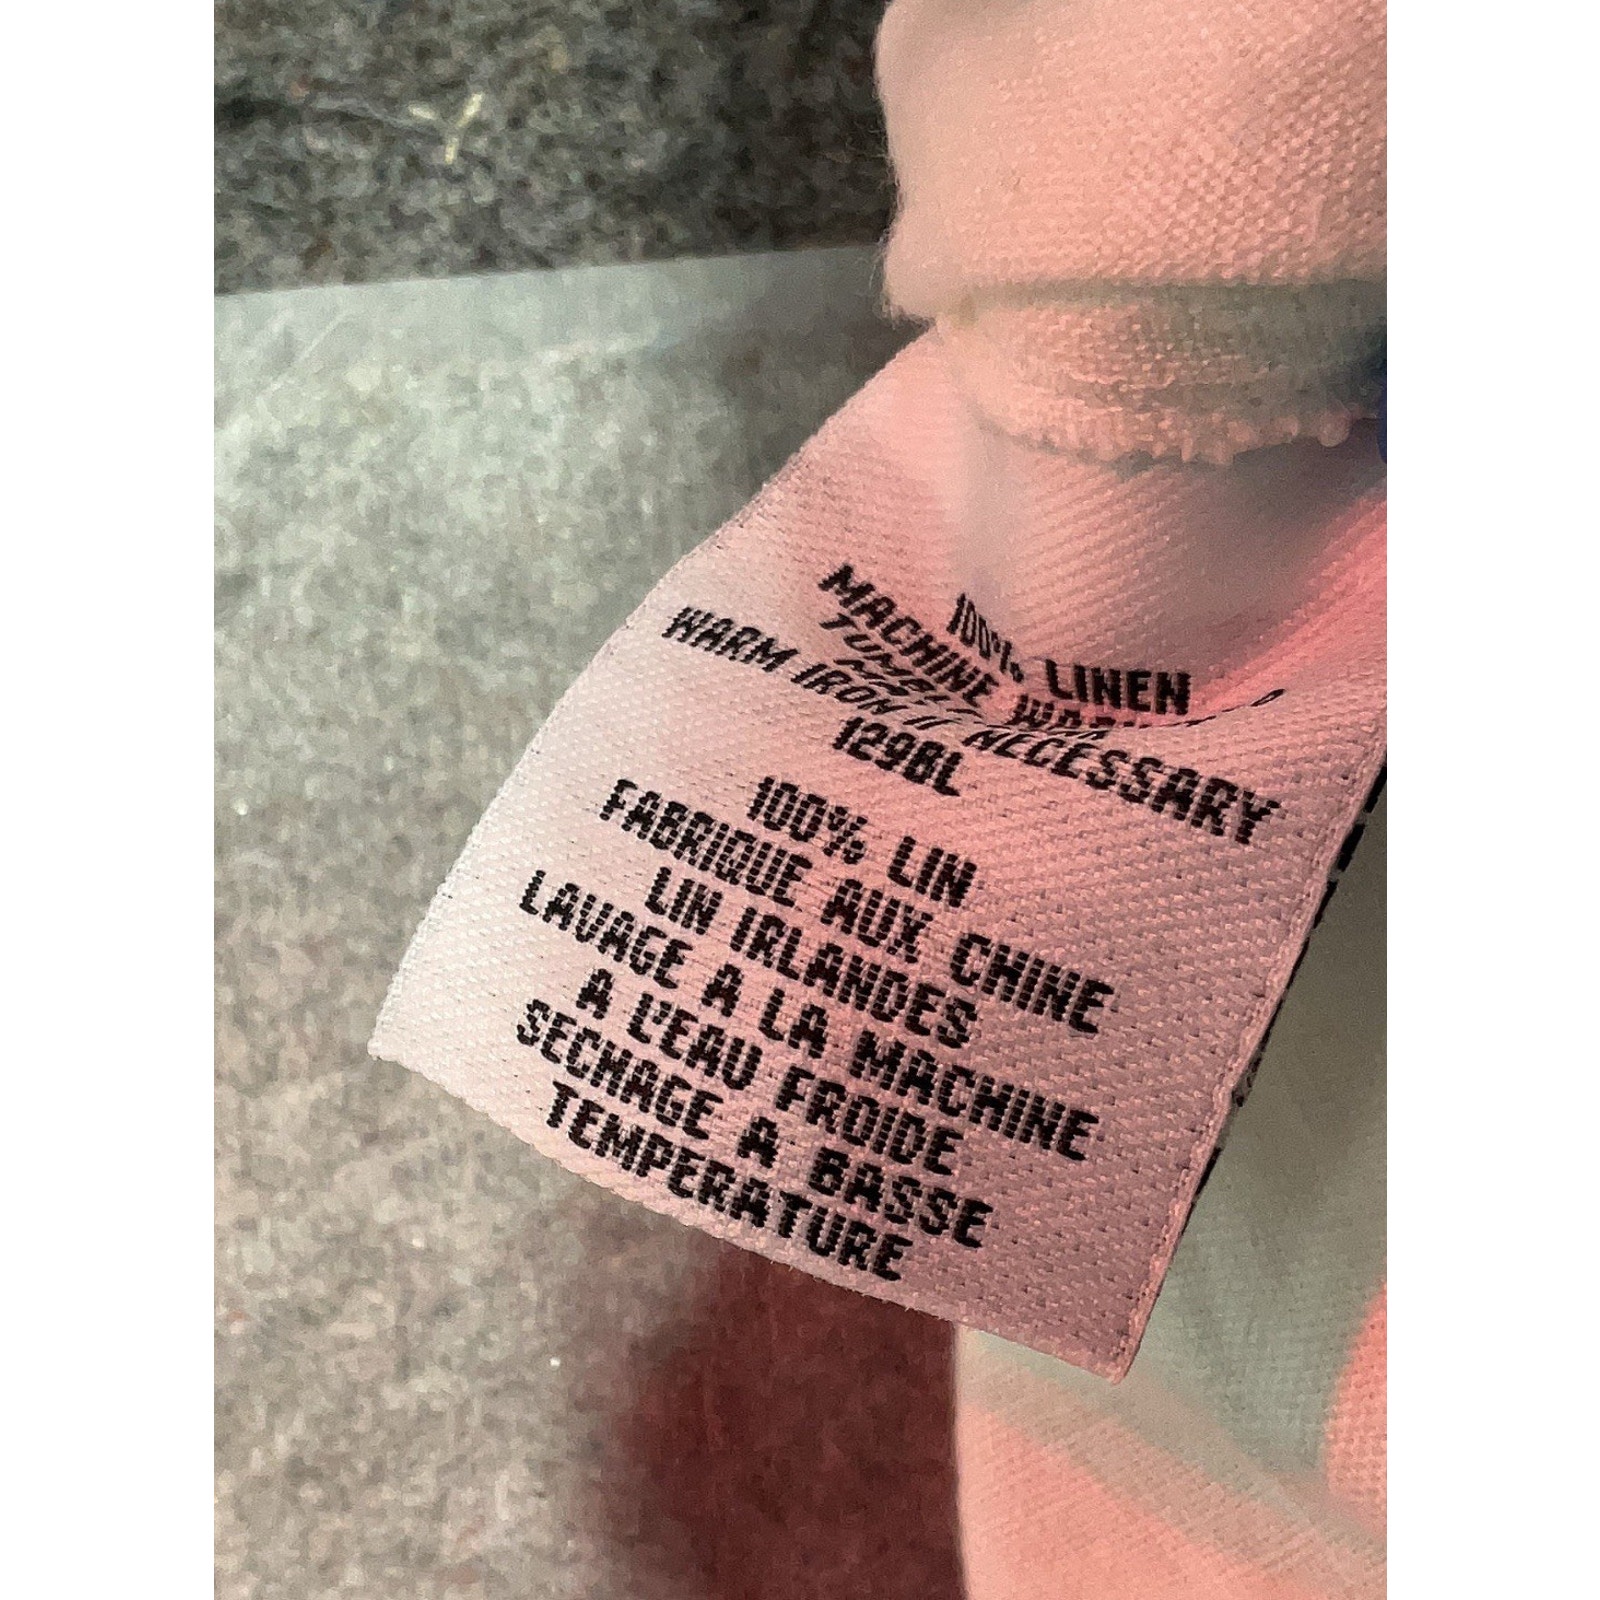 100% LINEN
MACHINE
WARM IRON IF NECESSARY
129BL
100% LIN
FABRIQUE AUX CHINE
LIN IRLANDES
LAVAGE A LA MACHINE
A L'EAU FROIDE
SECHAGE A BASSE
TEMPERATURE